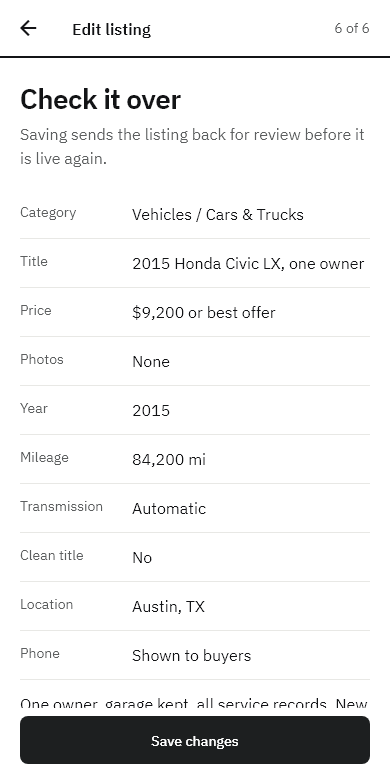 Edit listing
6 of 6
Check it over
Saving sends the listing back for review before it
is live again.
Category
Vehicles / Cars & Trucks
Title
2015 Honda Civic LX, one owner
Price
$9,200 or best offer
Photos
None
Year
2015
Mileage
84,200 mi
Transmission
Automatic
Clean title
No
Location
Austin, TX
Phone
Shown to buyers
One owner, garage kept, all service records. New
Save changes